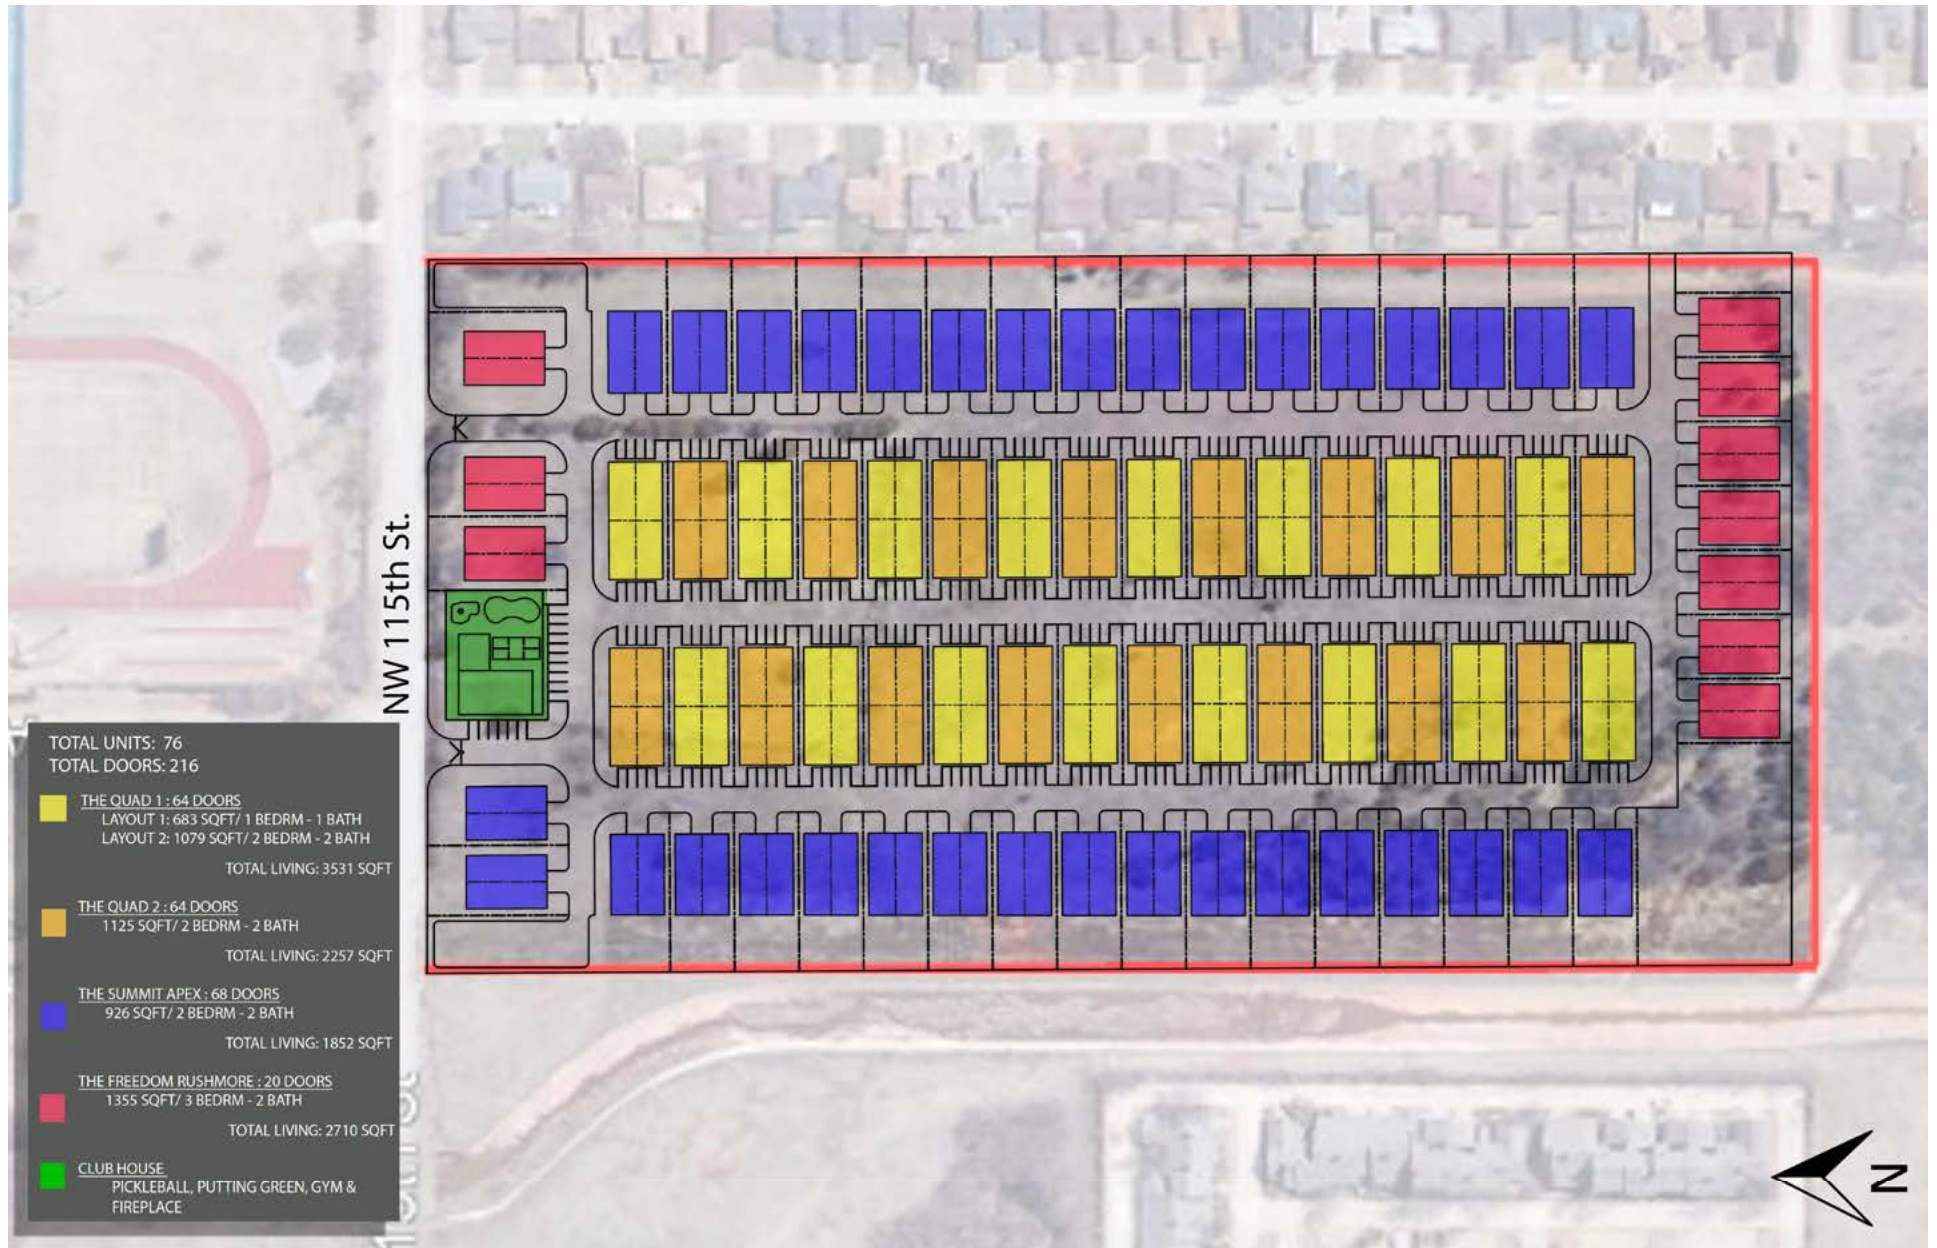 NW 115th St.
TOTAL UNITS: 76
TOTAL DOORS: 216
THE QUAD 1 : 64 DOORS
LAYOUT 1: 683 SQFT/ 1 BEDRM - 1 BATH
LAYOUT 2: 1079 SQFT/ 2 BEDRM - 2 BATH
TOTAL LIVING: 3531 SQFT
THE QUAD 2 : 64 DOORS
1125 SQFT/ 2 BEDRM - 2 BATH
TOTAL LIVING: 2257 SQFT
THE SUMMIT APEX : 68 DOORS
926 SQFT/ 2 BEDRM - 2 BATH
TOTAL LIVING: 1852 SQFT
THE FREEDOM RUSHMORE : 20 DOORS
1355 SQFT/ 3 BEDRM - 2 BATH
TOTAL LIVING: 2710 SQFT
CLUB HOUSE
PICKLEBALL, PUTTING GREEN, GYM &
FIREPLACE
N